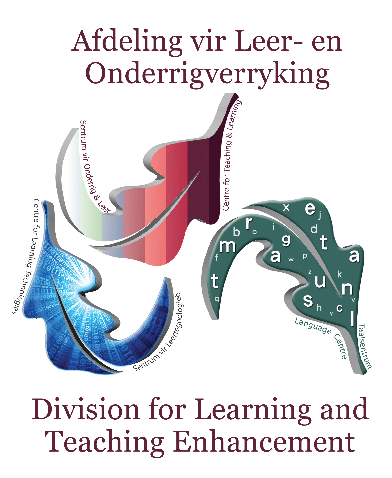 Afdeling vir Leer- en
Onderrigverryking
Sentrum vir Onderrig & Leer
Centre for Teaching & Learning
Centre for Learning Technologies
Sentrum vir Leertegnologieë
Language Centre
Taalsentrum
Division for Learning and
Teaching Enhancement